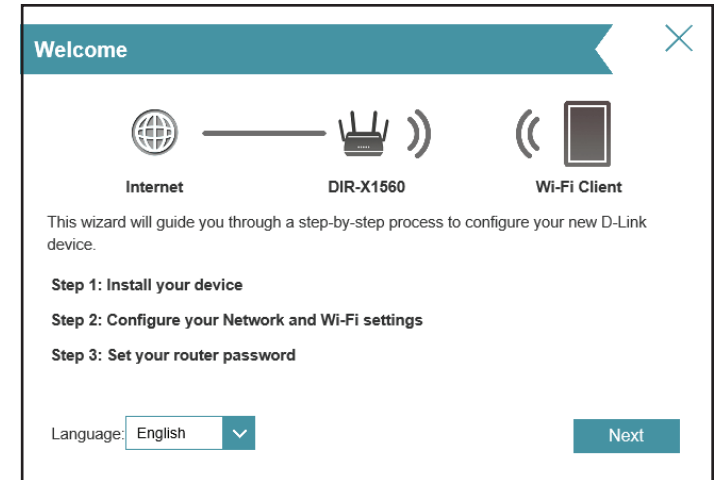 Welcome
Internet
DIR-X1560
Wi-Fi Client
This wizard will guide you through a step-by-step process to configure your new D-Link
device.
Step 1: Install your device
Step 2: Configure your Network and Wi-Fi settings
Step 3: Set your router password
Language: English
Next